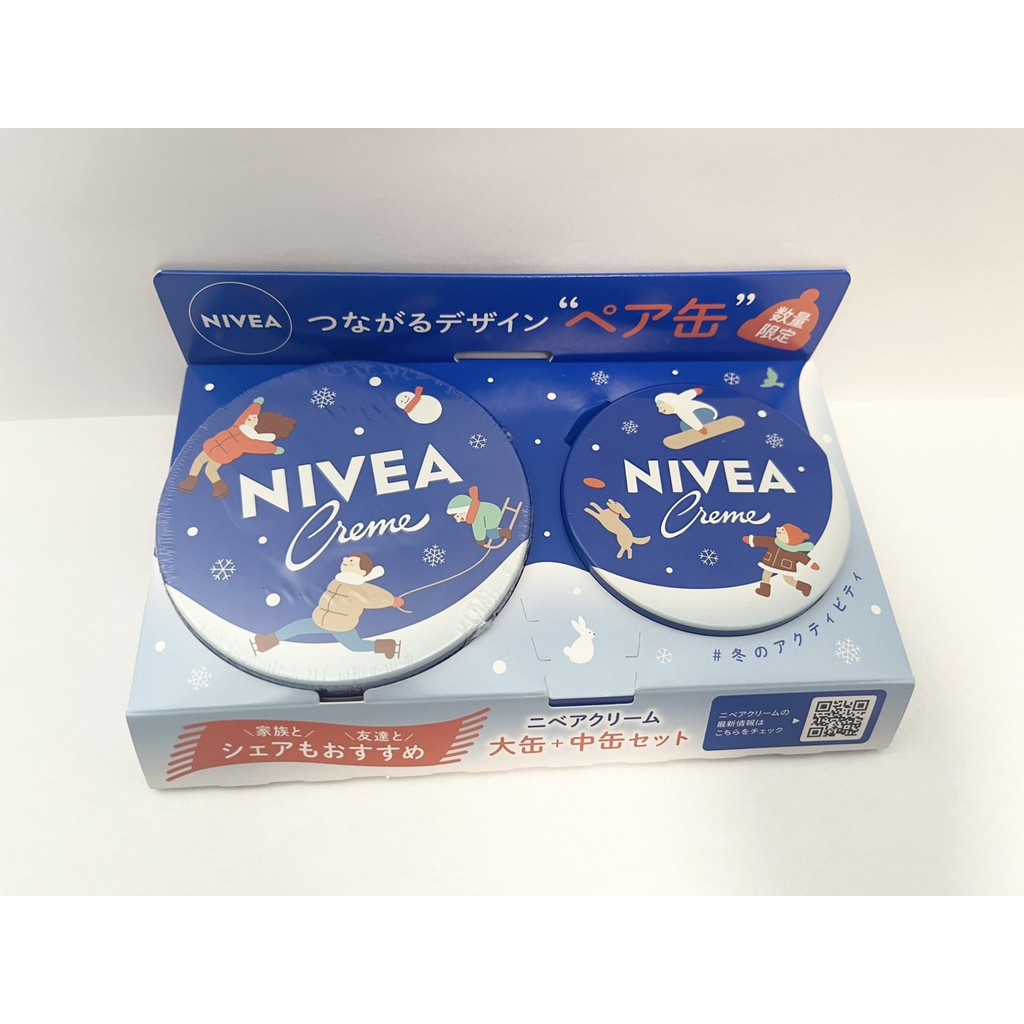 NIVEA
つながるデザイン “ペア缶”
数量
限定
NIVEA
Creme
NIVEA
Creme
#冬のアクティビティ
家族と 友達と
シェアもおすすめ
ニベアクリーム
大缶+中缶セット
ニベアクリームの
最新情報は
こちらをチェック